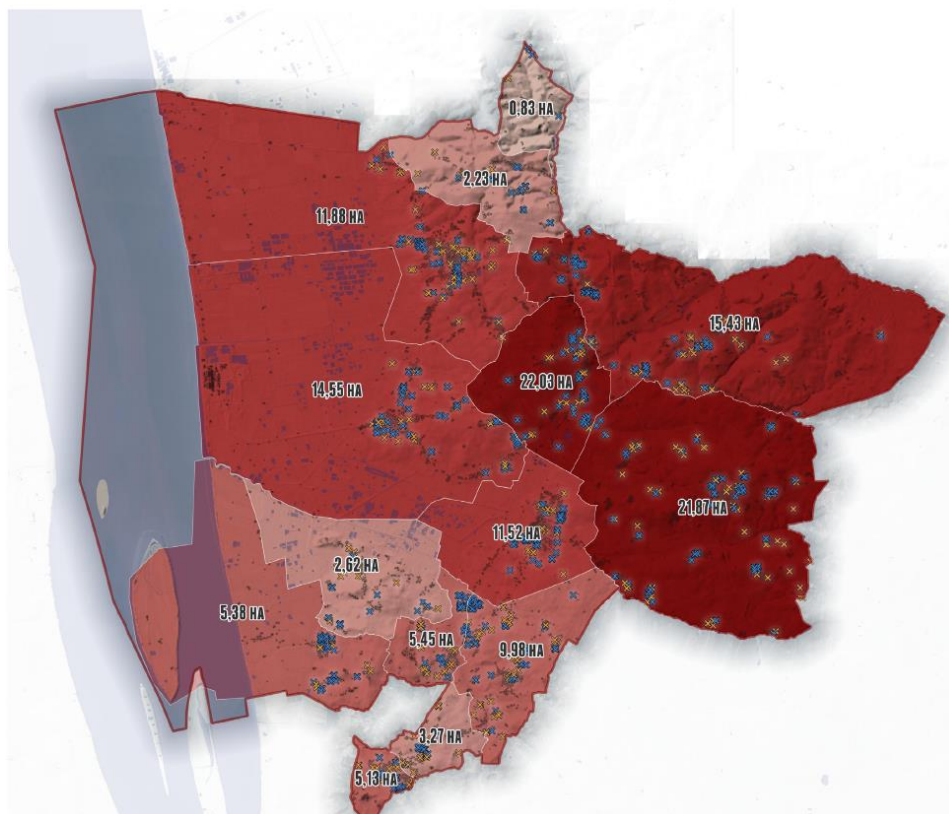 0,83 HA
2,23 HA
11,88 HA
15,43 HA
22,03 HA
14,55 HA
21,87 HA
11,52 HA
2,62 HA
5,38 HA
5,45 HA
9,98 HA
3,27 HA
5,13 HA